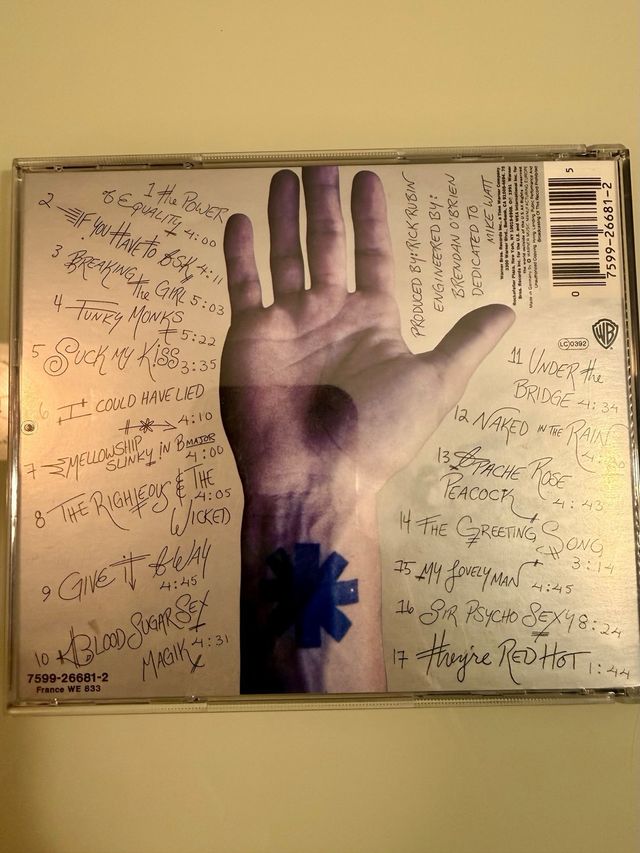 1 the POWER
of EQUALITY 4:00
2 IF YOU HAVE to ASK 4:11
3 BREAKING
the GIRL 5:03
4 FUNKY MONKS
5:22
5 SUCK MY KISS 3:35
6 I COULD HAVE LIED
4:10
7 MELLOWSHIP
SLINKY IN B MAJOR
4:00
8 THE RIGHTEOUS & THE
4:05
WICKED
9 GIVE IT AWAY
4:45
10 BLOOD SUGAR SEX
MAGIK 4:31
7599-26681-2
France WE 833
PRODUCED BY: RICK RUBIN
ENGINEERED BY:
BRENDAN O'BRIEN
DEDICATED TO
MIKE WATT
7599-26681-2
5
0
LC 0392
WB
11 UNDER the
BRIDGE 4:34
12 NAKED IN THE RAIN
13 APACHE ROSE
PEACOCK
4:43
14 THE GREETING SONG
3:14
15 MY LOVELY MAN
4:45
16 SIR PSYCHO SEXY 8:24
17 they're RED HOT 1:44